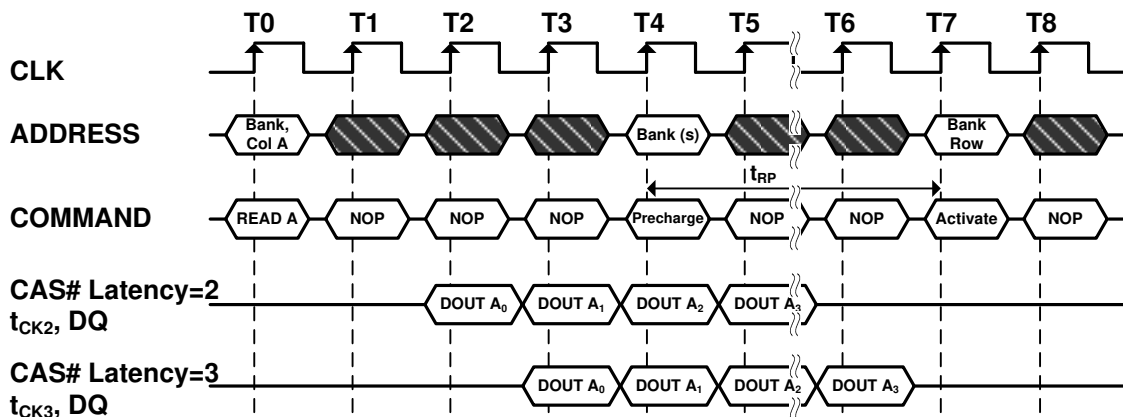 T0 T1 T2 T3 T4 T5 T6 T7 T8
CLK
ADDRESS Bank, Col A Bank (s) Bank Row
tRP
COMMAND READ A NOP NOP NOP Precharge NOP NOP Activate NOP
CAS# Latency=2
tCK2, DQ
DOUT A0 DOUT A1 DOUT A2 DOUT A3
CAS# Latency=3
tCK3, DQ
DOUT A0 DOUT A1 DOUT A2 DOUT A3